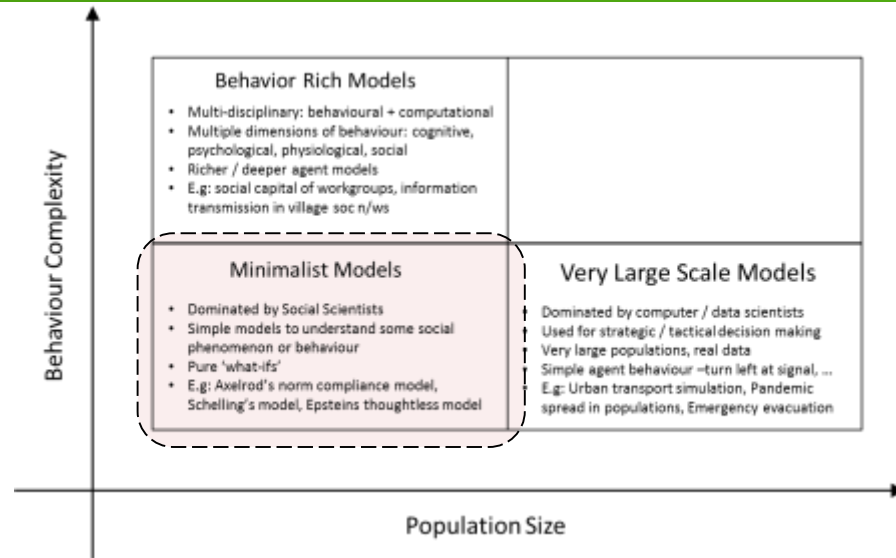 Behavior Rich Models
• Multi-disciplinary: behavioural + computational
• Multiple dimensions of behaviour: cognitive,
psychological, physiological, social
• Richer / deeper agent models
• E.g: social capital of workgroups, information
transmission in village soc n/ws
Behaviour Complexity
Minimalist Models
• Dominated by Social Scientists
• Simple models to understand some social
phenomenon or behaviour
• Pure 'what-ifs'
• E.g: Axelrod's norm compliance model,
Schelling's model, Epsteins thoughtless model
Very Large Scale Models
• Dominated by computer / data scientists
• Used for strategic / tactical decision making
• Very large populations, real data
• Simple agent behaviour –turn left at signal, ...
• E.g: Urban transport simulation, Pandemic
spread in populations, Emergency evacuation
Population Size